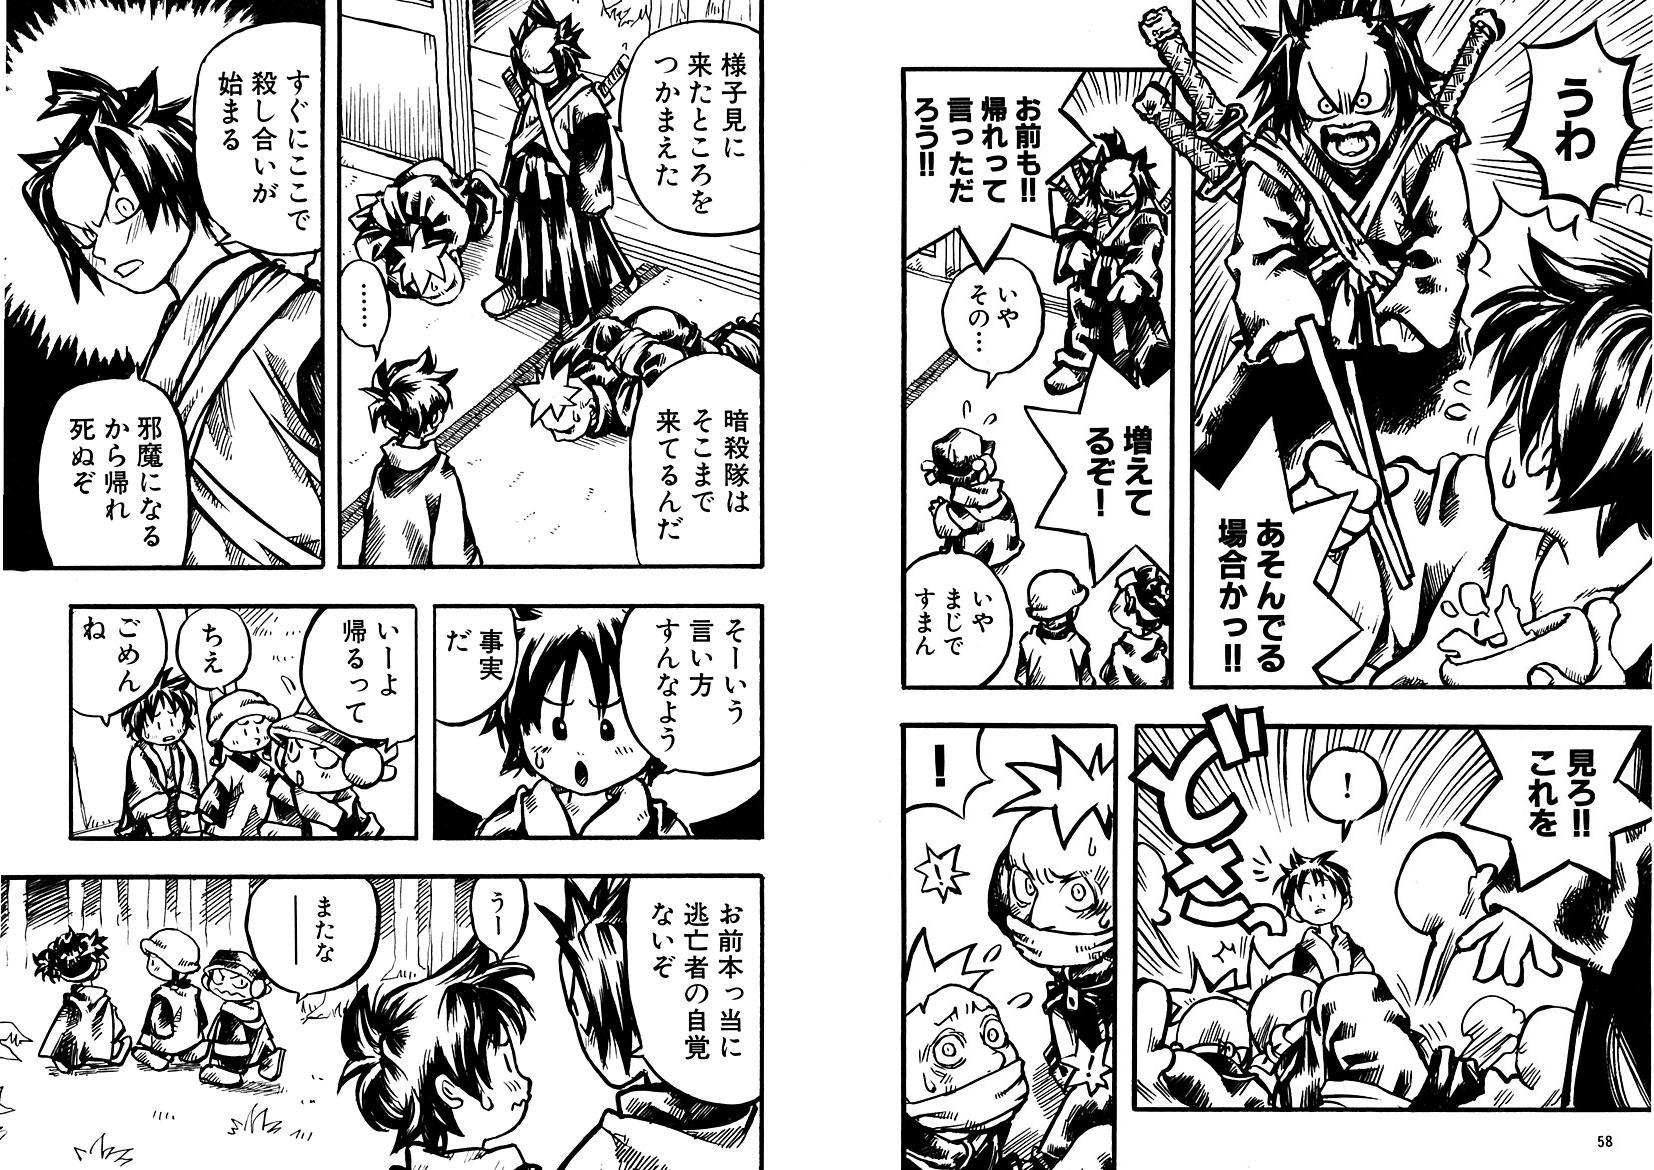 うわ
あそんでる
場合かっ!!
お前も!!
帰れって
言っただ
ろう!!
いや
その…
増えて
るぞ!
いや
まじで
すまん
見ろ!!
これを
!
どさっ
!
!
58
様子見に
来たところを
つかまえた
……
暗殺隊は
そこまで
来てるんだ
すぐにここで
殺し合いが
始まる
邪魔になる
から帰れ
死ぬぞ
そーいう
言い方
すんなよう
事実
だ
いーよ
帰るって
ちえ
ごめん
ね
お前本っ当に
逃亡者の自覚
ないぞ
うー
またな
――